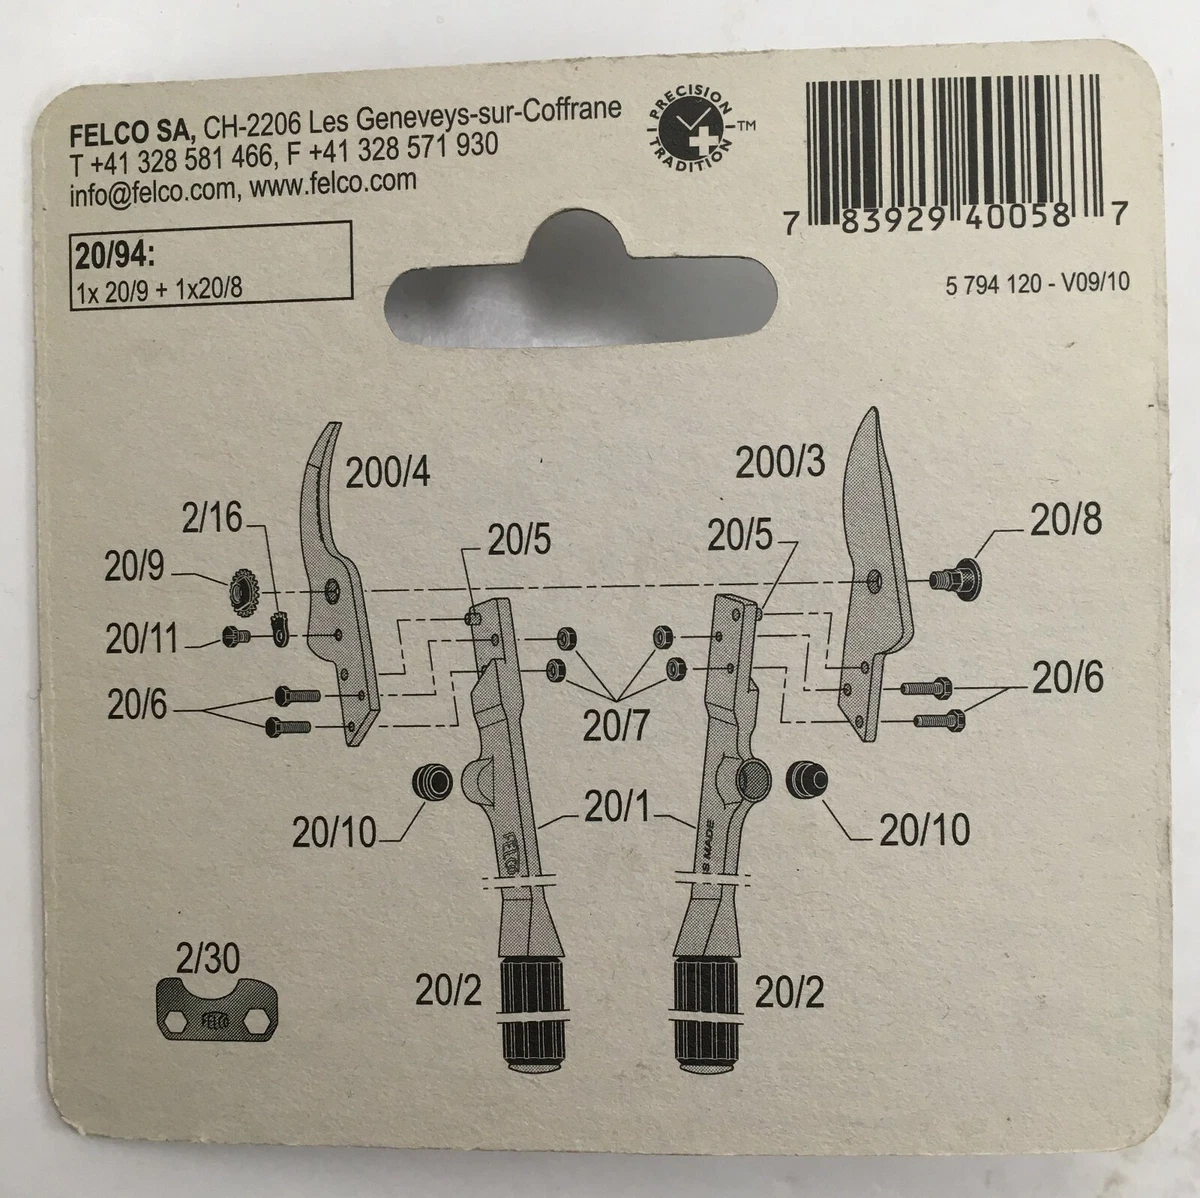 FELCO SA, CH-2206 Les Geneveys-sur-Coffrane
T +41 328 581 466, F +41 328 571 930
info@felco.com, www.felco.com
PRECISION
TRADITION
TM
7 83929 40058 7
20/94:
1x 20/9 + 1x20/8
5 794 120 - V09/10
200/4
200/3
2/16
20/5
20/5
20/8
20/9
20/11
20/6
20/6
20/7
20/1
20/10
20/10
FELCO
S MADE
2/30
20/2
20/2
FELCO